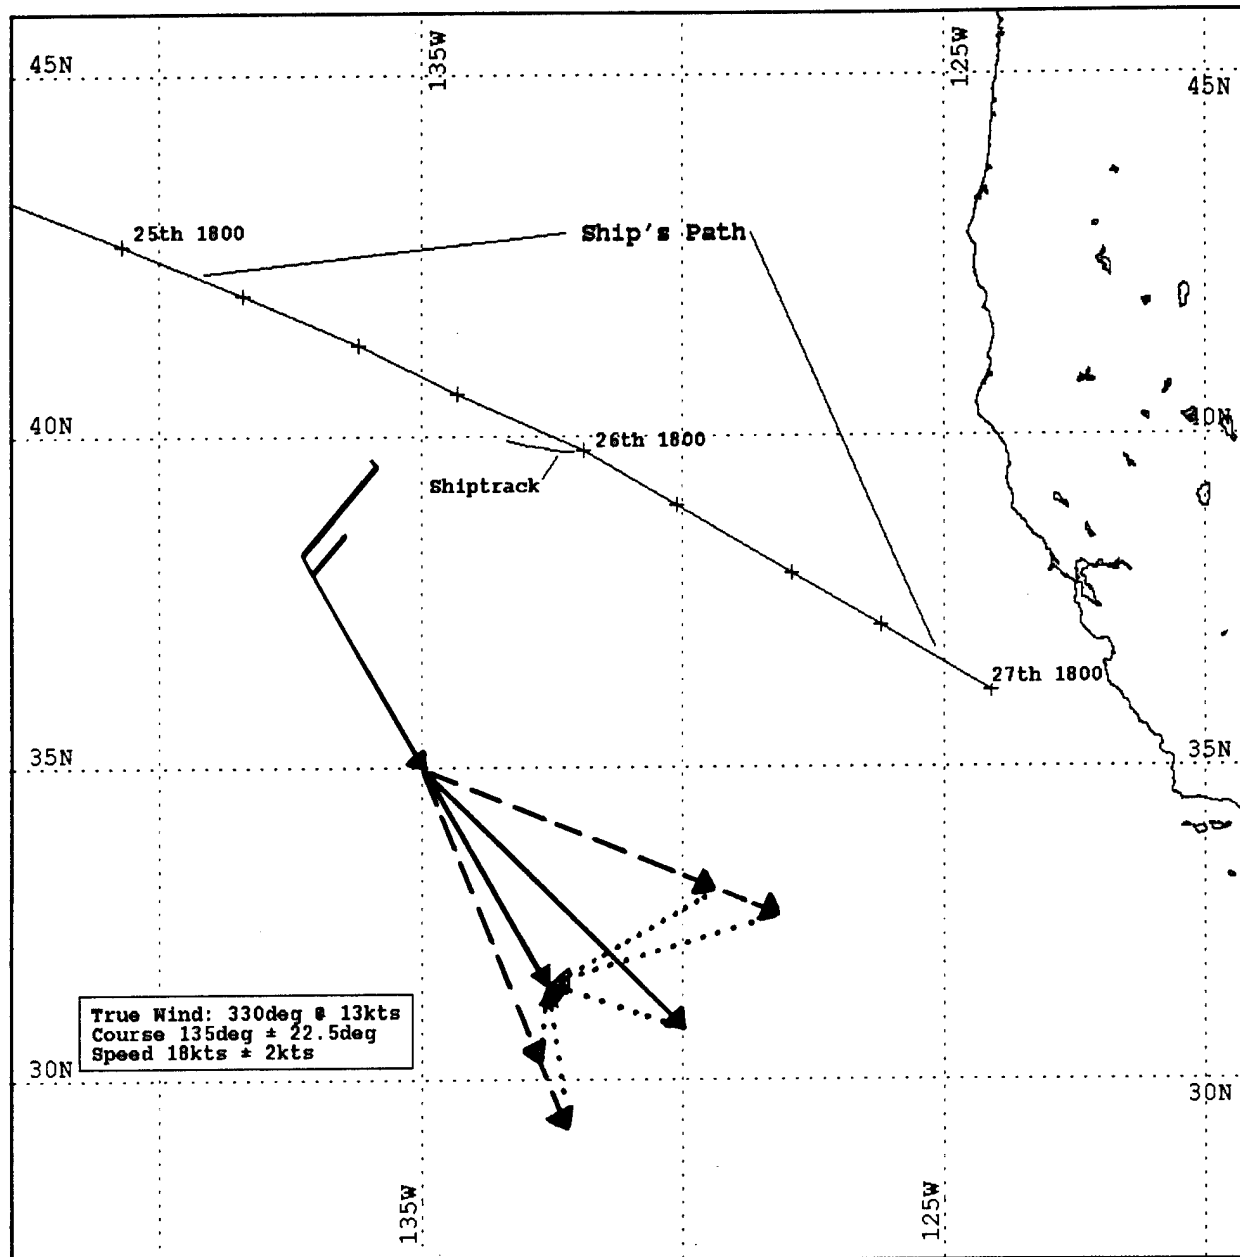 135W
125W
45N
45N
25th 1800
Ship's Path
40N
40N
26th 1800
Shiptrack
27th 1800
35N
35N
True Wind: 330deg @ 13kts
Course 135deg ± 22.5deg
Speed 18kts ± 2kts
30N
30N
135W
125W